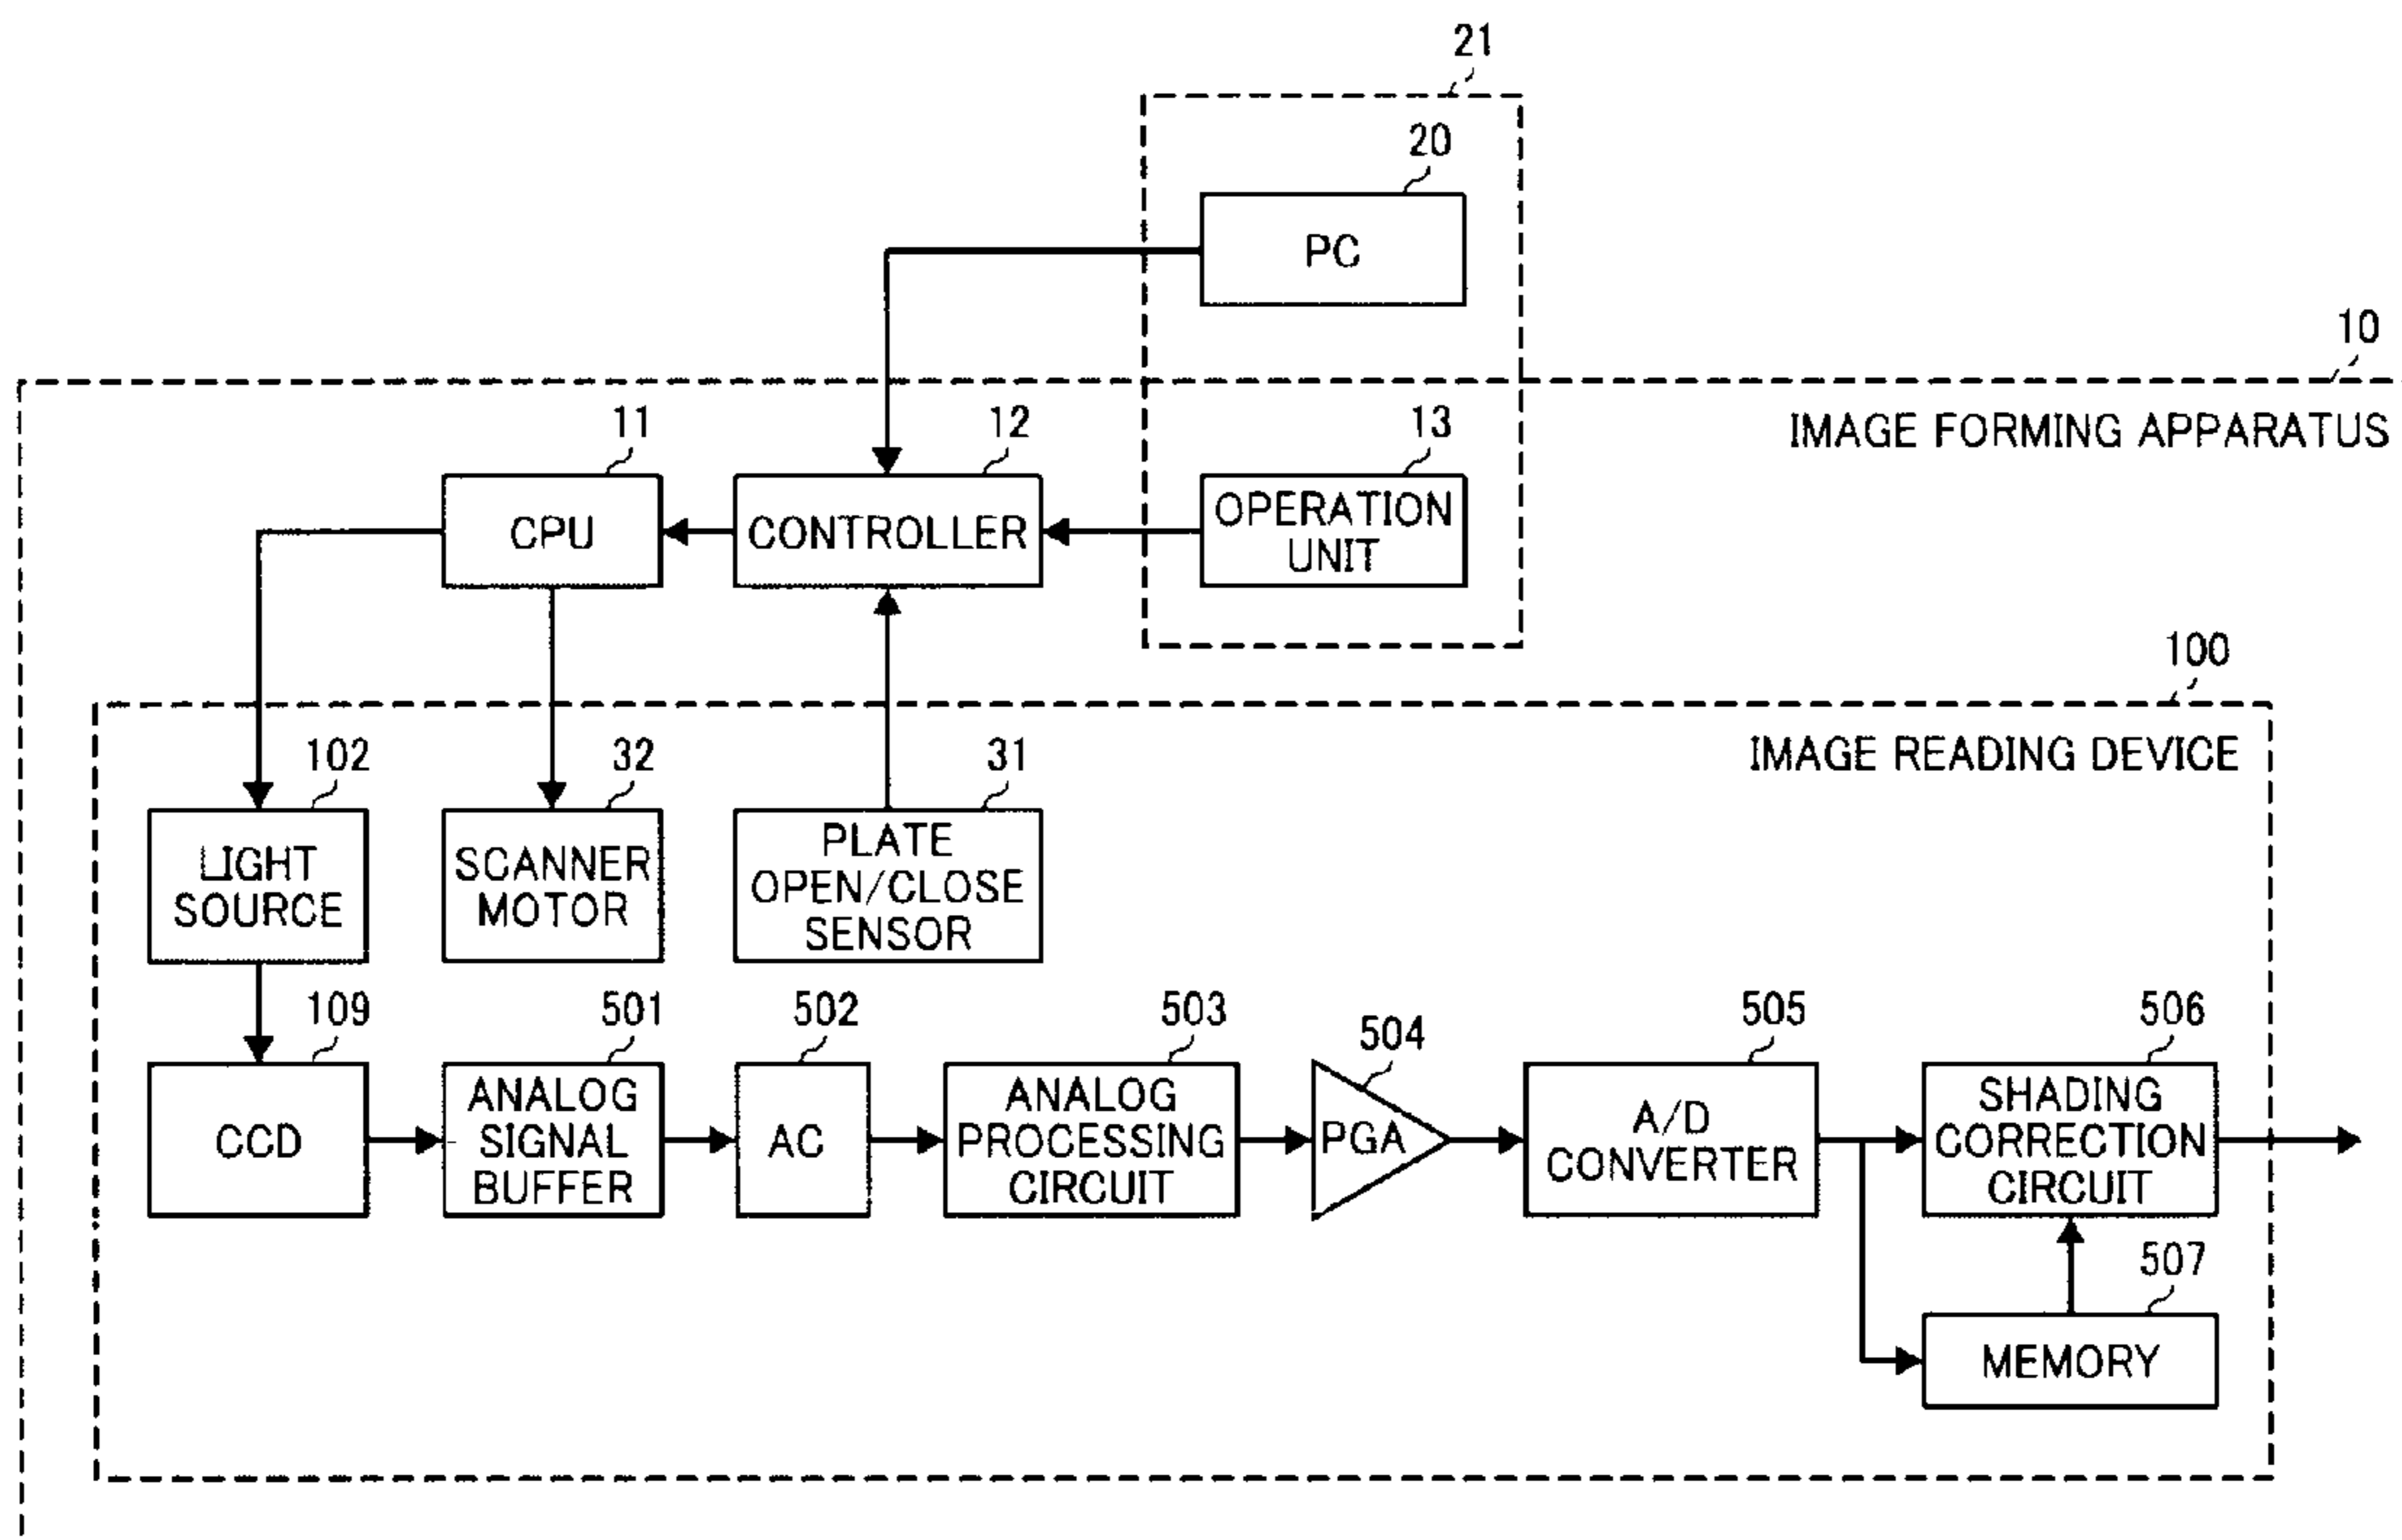 21
20
PC
10
IMAGE FORMING APPARATUS
11
12
13
CPU
CONTROLLER
OPERATION
UNIT
100
IMAGE READING DEVICE
102
32
31
LIGHT
SOURCE
SCANNER
MOTOR
PLATE
OPEN/CLOSE
SENSOR
109
501
502
503
504
505
506
CCD
ANALOG
SIGNAL
BUFFER
AC
ANALOG
PROCESSING
CIRCUIT
PGA
A/D
CONVERTER
SHADING
CORRECTION
CIRCUIT
507
MEMORY